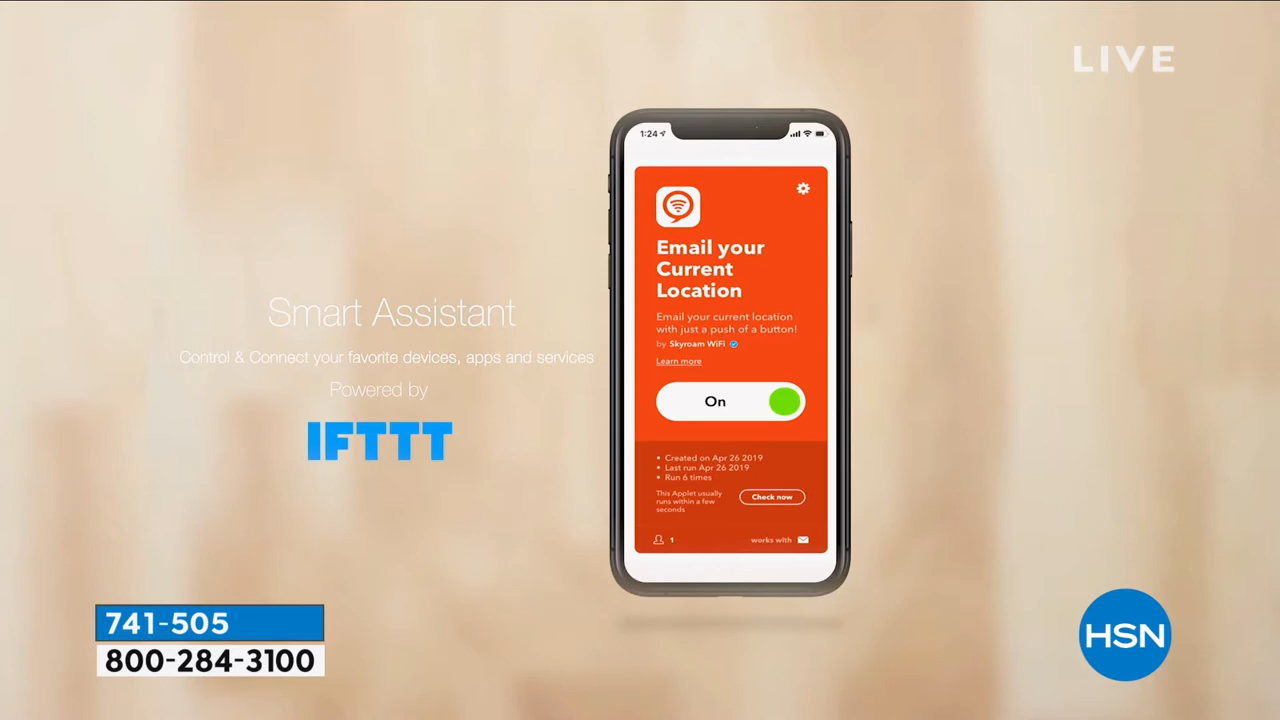 LIVE
1:24
Email your
Current
Location
Email your current location
with just a push of a button!
by Skyroam WiFi
Learn more
On
• Created on Apr 26 2019
• Last run Apr 26 2019
• Run 6 times
This Applet usually
runs within a few
seconds
Check now
1
works with
Smart Assistant
Control & Connect your favorite devices, apps and services
Powered by
IFTTT
741-505
800-284-3100
HSN